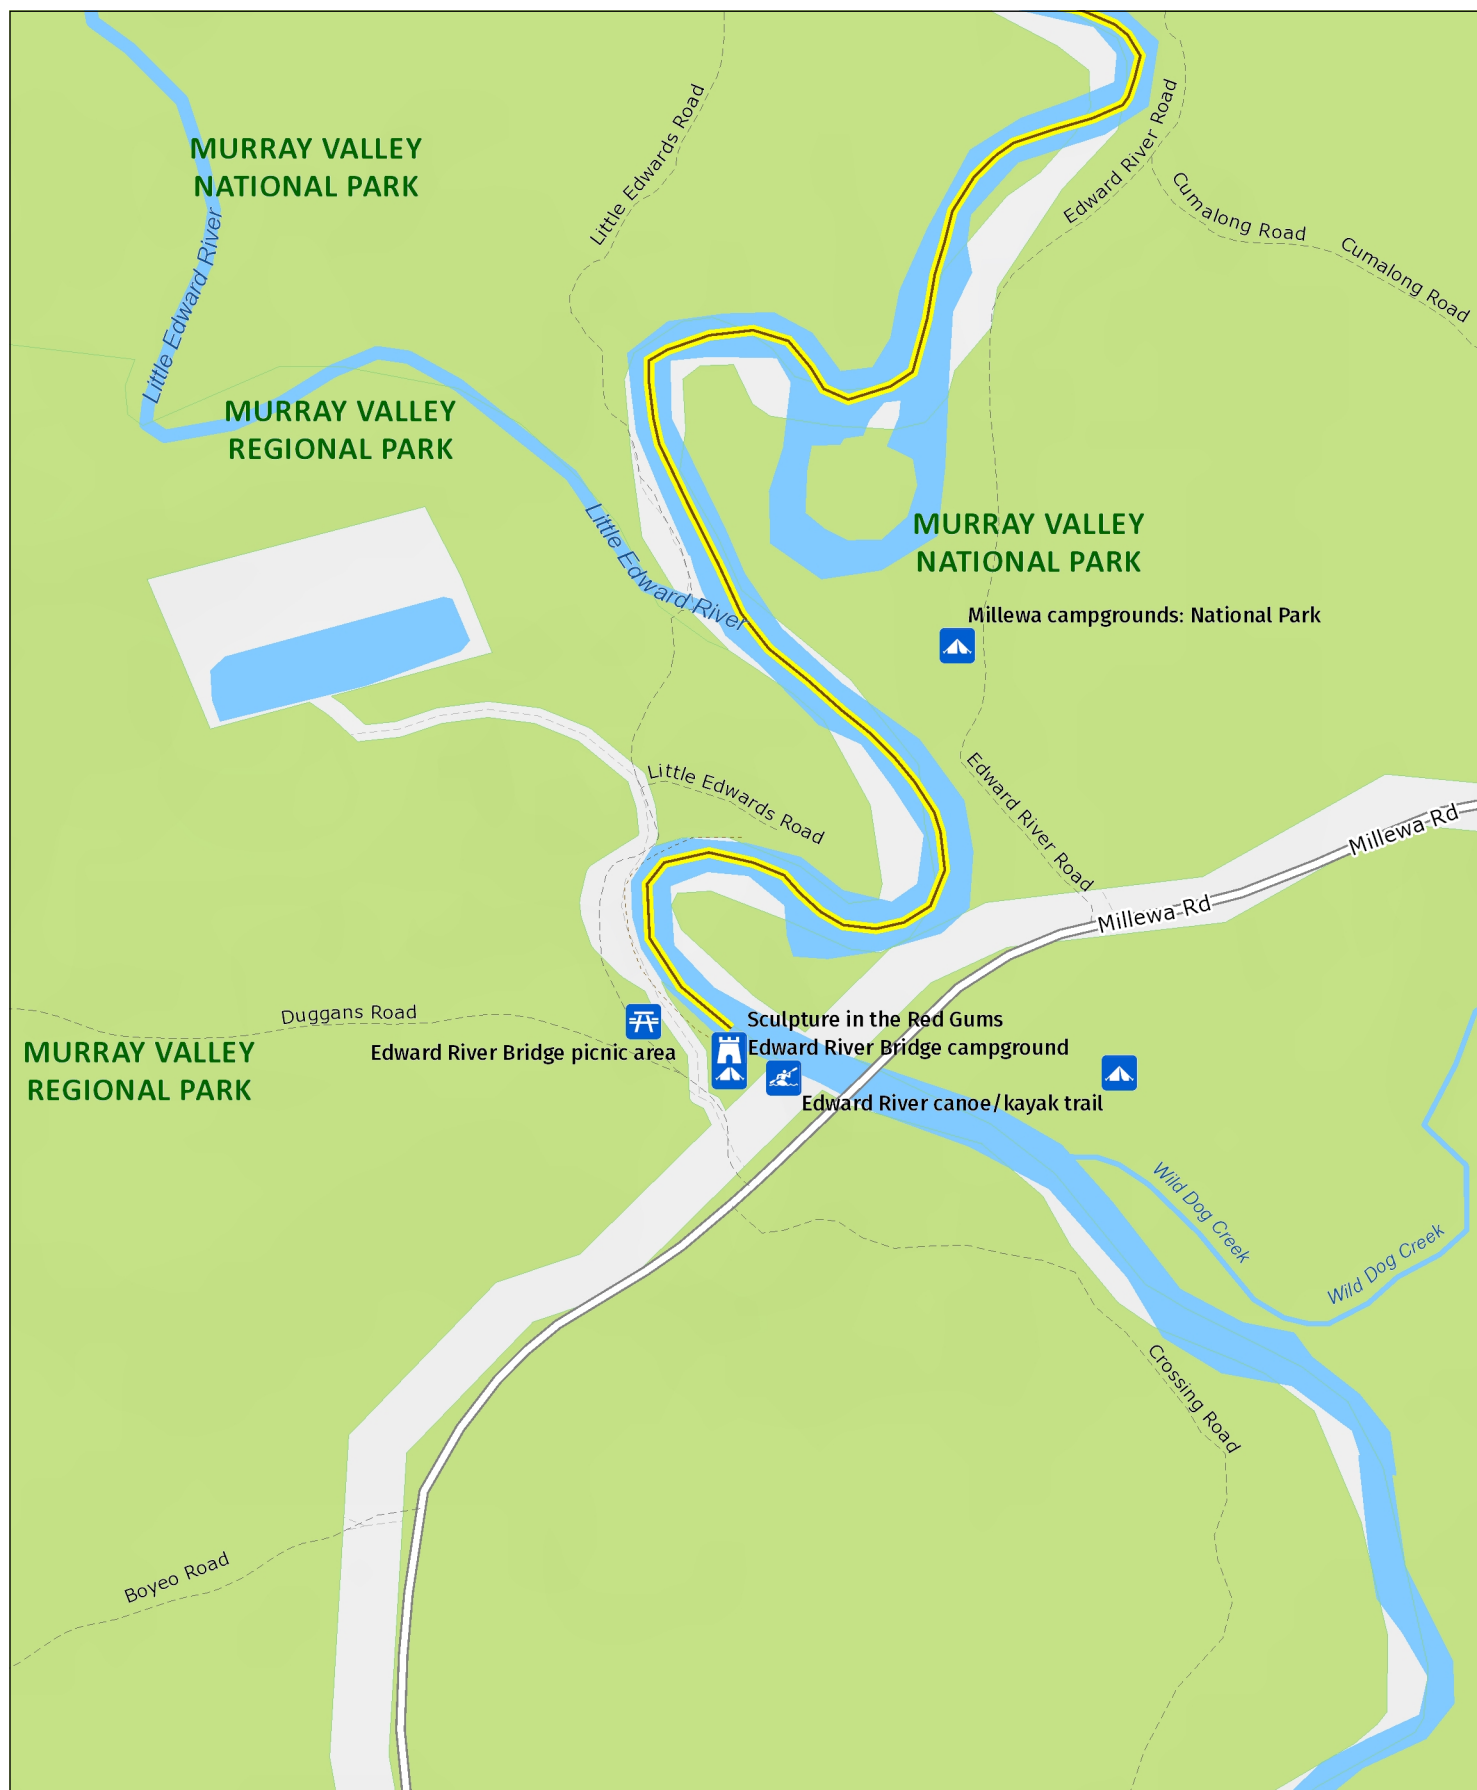 Little Edwards Road
Edward River Road
MURRAY VALLEY
NATIONAL PARK
Cumalong Road
Cumalong Road
Little Edward River
MURRAY VALLEY
REGIONAL PARK
Little Edward River
MURRAY VALLEY
NATIONAL PARK
Millewa campgrounds: National Park
Little Edwards Road
Edward River Road
Millewa Rd
Millewa Rd
Duggans Road
Sculpture in the Red Gums
MURRAY VALLEY
REGIONAL PARK
Edward River Bridge picnic area
Edward River Bridge campground
Edward River canoe/kayak trail
Wild Dog Creek
Wild Dog Creek
Crossing Road
Boyeo Road